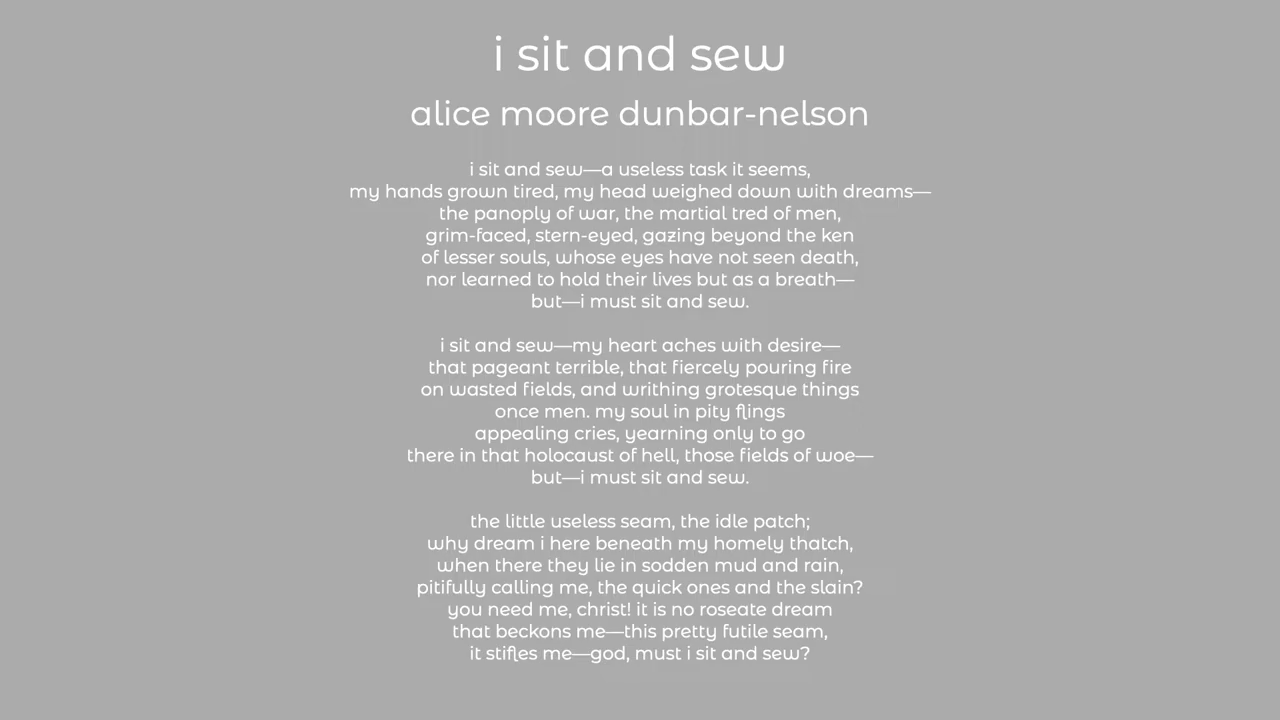 i sit and sew
alice moore dunbar-nelson
i sit and sew—a useless task it seems,
my hands grown tired, my head weighed down with dreams—
the panoply of war, the martial tred of men,
grim-faced, stern-eyed, gazing beyond the ken
of lesser souls, whose eyes have not seen death,
nor learned to hold their lives but as a breath—
but—i must sit and sew.
i sit and sew—my heart aches with desire—
that pageant terrible, that fiercely pouring fire
on wasted fields, and writhing grotesque things
once men. my soul in pity flings
appealing cries, yearning only to go
there in that holocaust of hell, those fields of woe—
but—i must sit and sew.
the little useless seam, the idle patch;
why dream i here beneath my homely thatch,
when there they lie in sodden mud and rain,
pitifully calling me, the quick ones and the slain?
you need me, christ! it is no roseate dream
that beckons me—this pretty futile seam,
it stifles me—god, must i sit and sew?